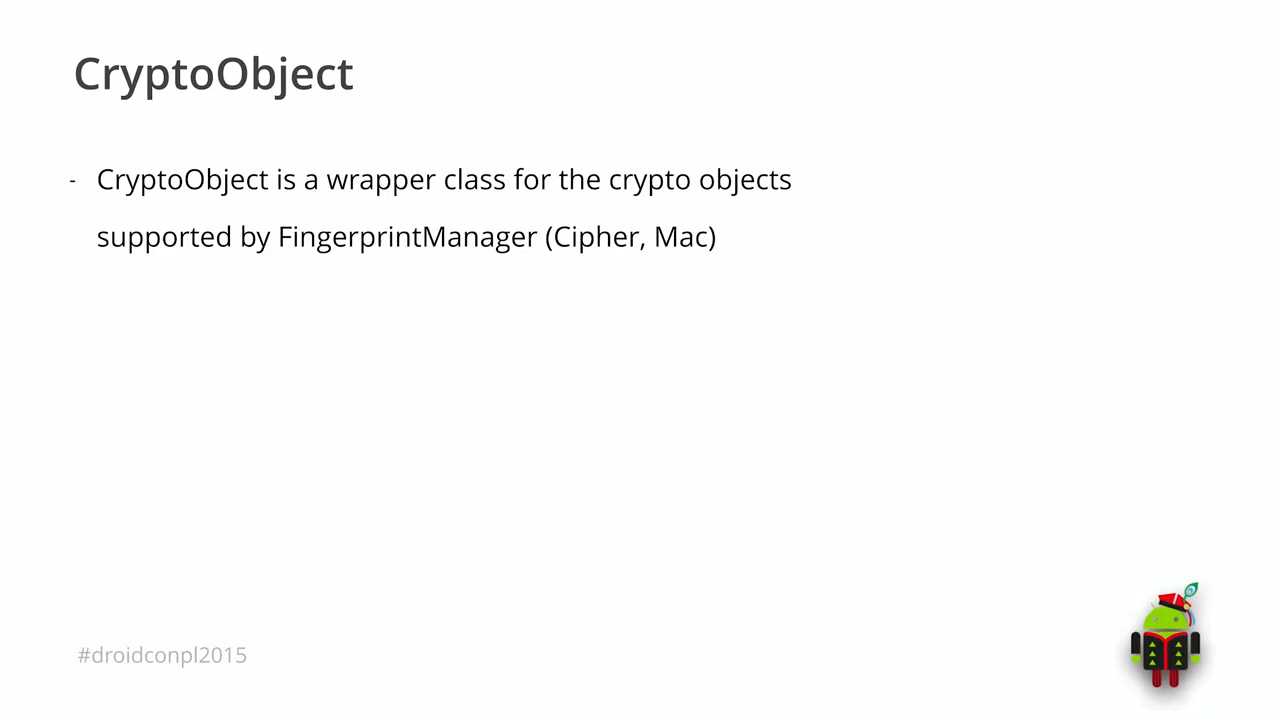 CryptoObject
- CryptoObject is a wrapper class for the crypto objects
supported by FingerprintManager (Cipher, Mac)
#droidconpl2015